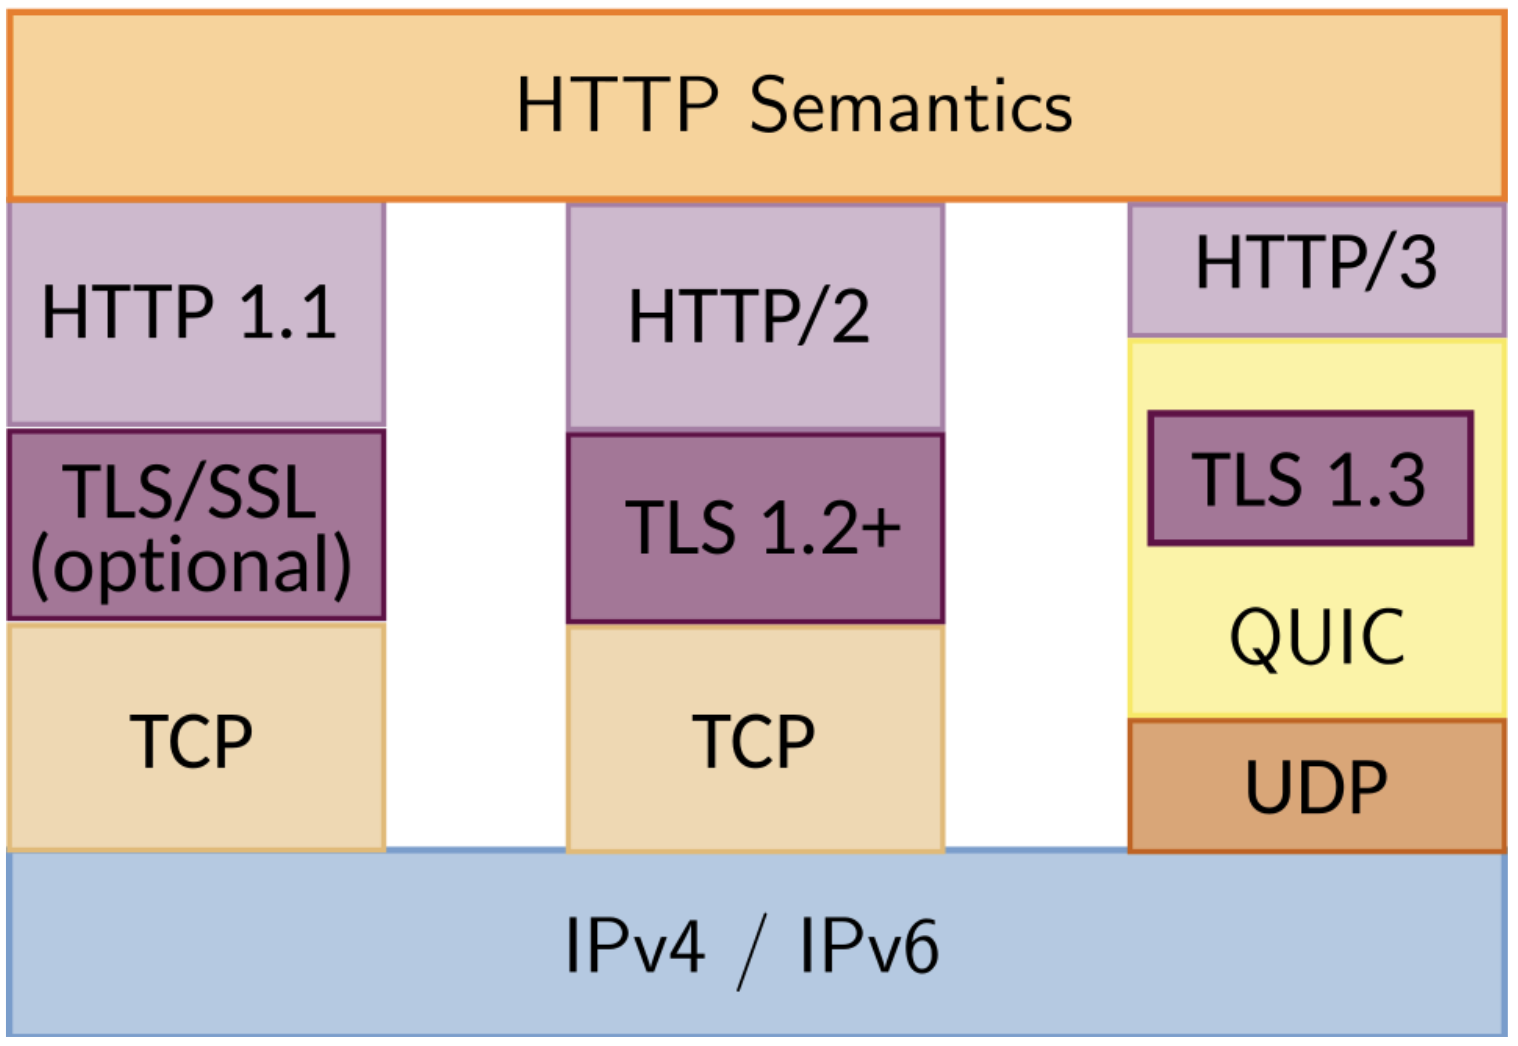 HTTP Semantics
HTTP 1.1
TLS/SSL
(optional)
TCP
HTTP/2
TLS 1.2+
TCP
HTTP/3
TLS 1.3
QUIC
UDP
IPv4 / IPv6